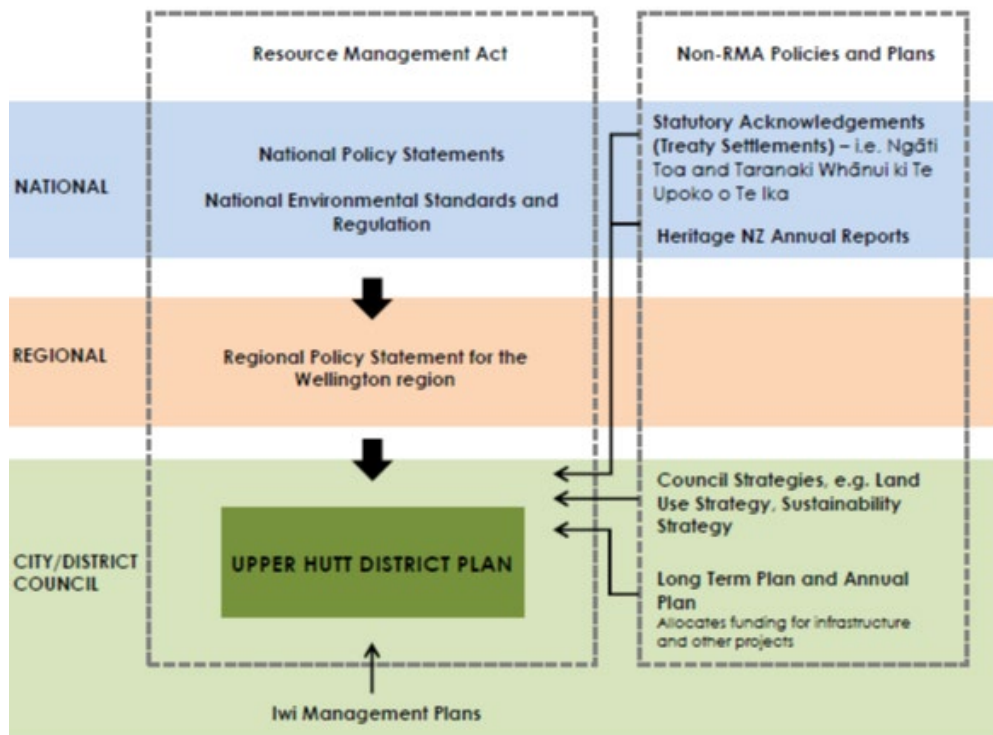 Resource Management Act
Non-RMA Policies and Plans
NATIONAL
National Policy Statements
National Environmental Standards and
Regulation
Statutory Acknowledgements
(Treaty Settlements) – i.e. Ngāti
Toa and Taranaki Whānui ki Te
Upoko o Te Ika
Heritage NZ Annual Reports
REGIONAL
Regional Policy Statement for the
Wellington region
CITY/DISTRICT
COUNCIL
UPPER HUTT DISTRICT PLAN
Council Strategies, e.g. Land
Use Strategy, Sustainability
Strategy
Long Term Plan and Annual
Plan
Allocates funding for infrastructure
and other projects
Iwi Management Plans